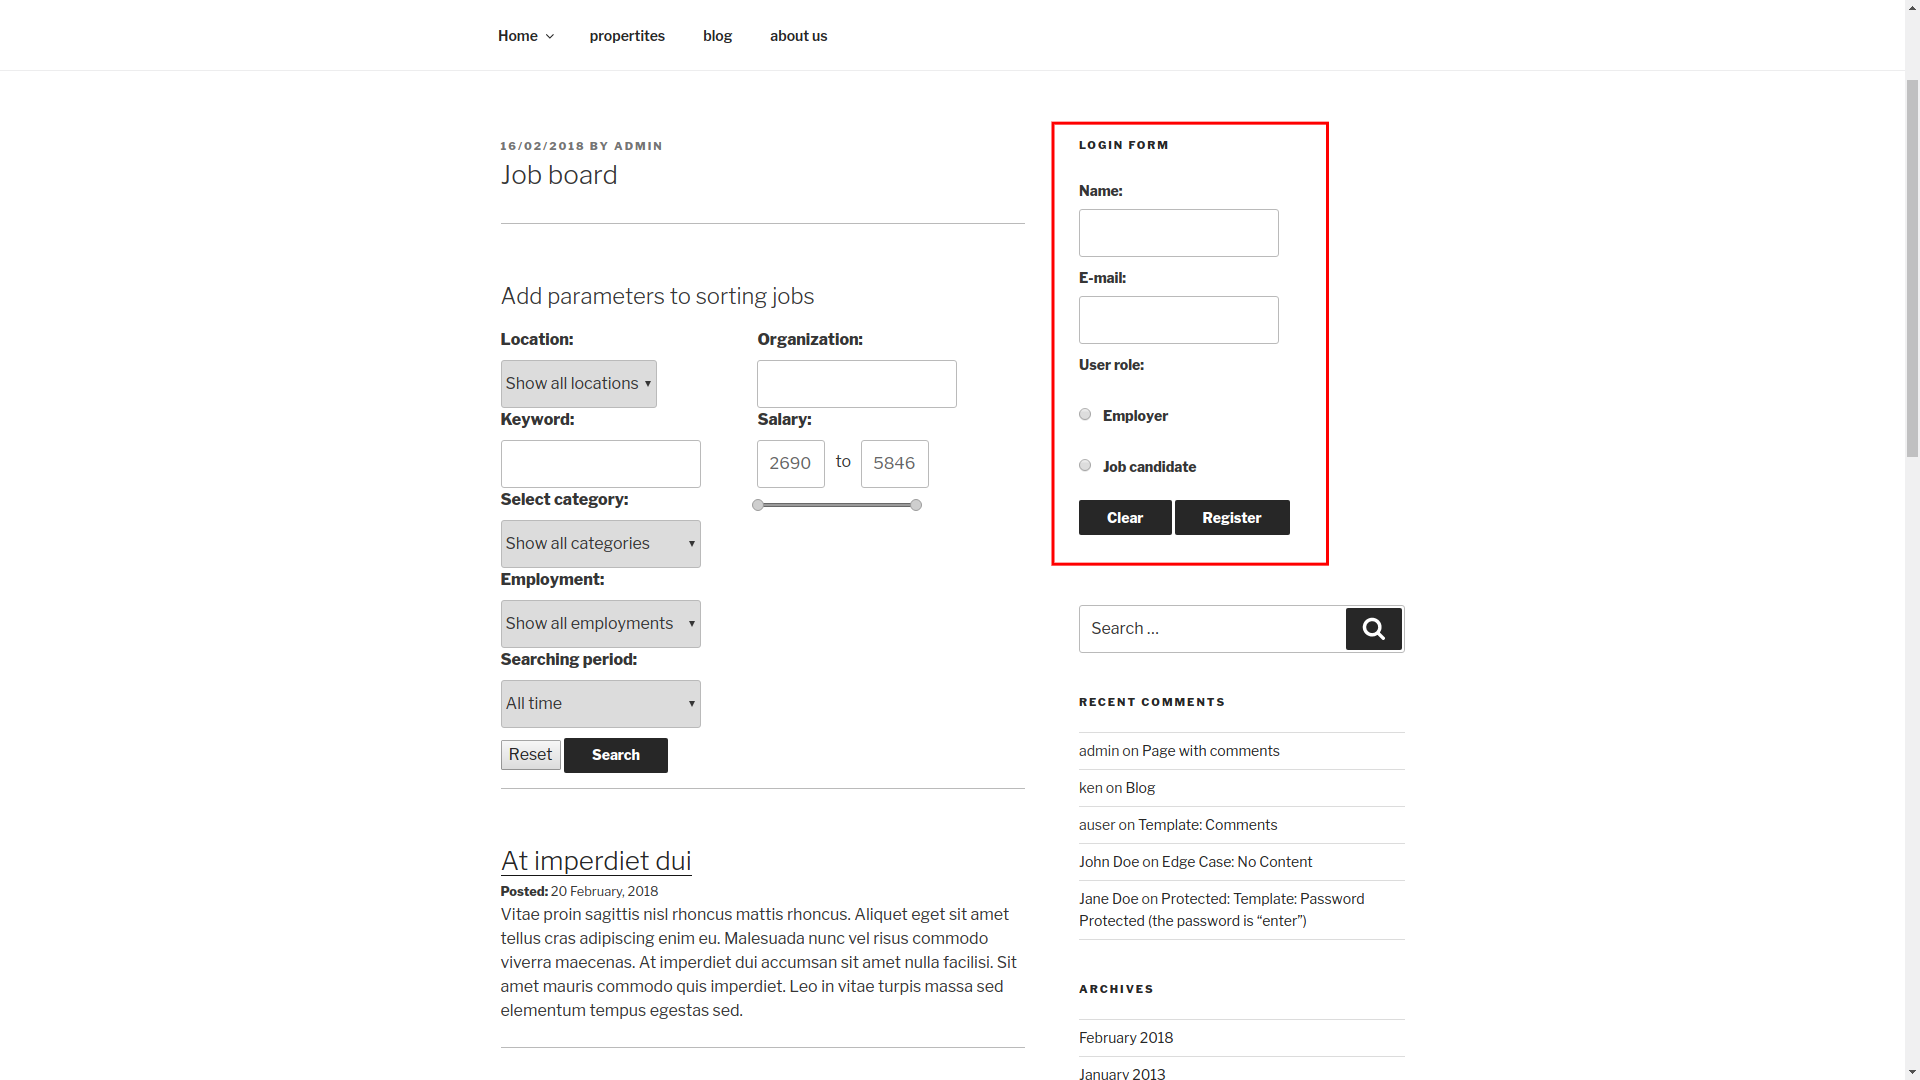 Home propertites blog about us
16/02/2018 BY ADMIN
Job board
Add parameters to sorting jobs
Location:
Show all locations
Organization:
Keyword:
Salary:
2690 to 5846
Select category:
Show all categories
Employment:
Show all employments
Searching period:
All time
Reset Search
At imperdiet dui
Posted: 20 February, 2018
Vitae proin sagittis nisl rhoncus mattis rhoncus. Aliquet eget sit amet
tellus cras adipiscing enim eu. Malesuada nunc vel risus commodo
viverra maecenas. At imperdiet dui accumsan sit amet nulla facilisi. Sit
amet mauris commodo quis imperdiet. Leo in vitae turpis massa sed
elementum tempus egestas sed.
LOGIN FORM
Name:
E-mail:
User role:
Employer
Job candidate
Clear Register
Search …
RECENT COMMENTS
admin on Page with comments
ken on Blog
auser on Template: Comments
John Doe on Edge Case: No Content
Jane Doe on Protected: Template: Password
Protected (the password is “enter”)
ARCHIVES
February 2018
January 2013